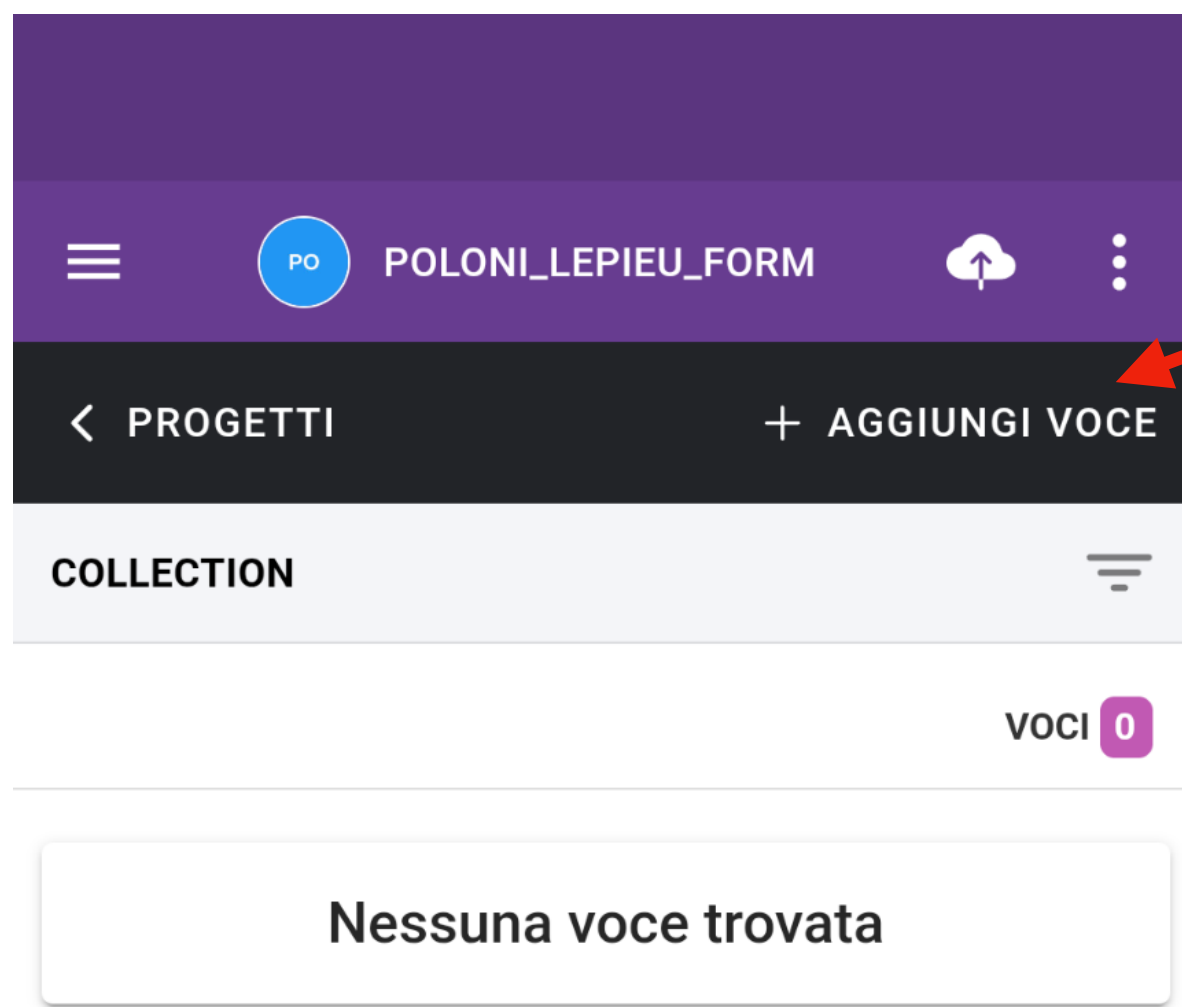 PO POLONI_LEPIEU_FORM
PROGETTI + AGGIUNGI VOCE
COLLECTION
VOCI 0
Nessuna voce trovata